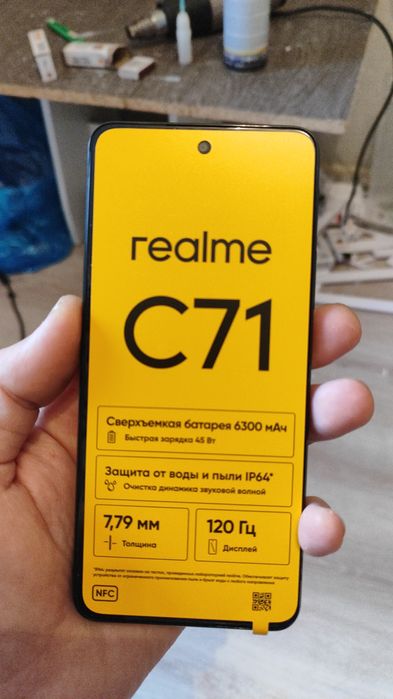 realme
C71
Сверхъемкая батарея 6300 мАч
Быстрая зарядка 45 Вт
Защита от воды и пыли IP64*
Очистка динамика звуковой волной
7,79 мм
Толщина
120 Гц
Дисплей
NFC